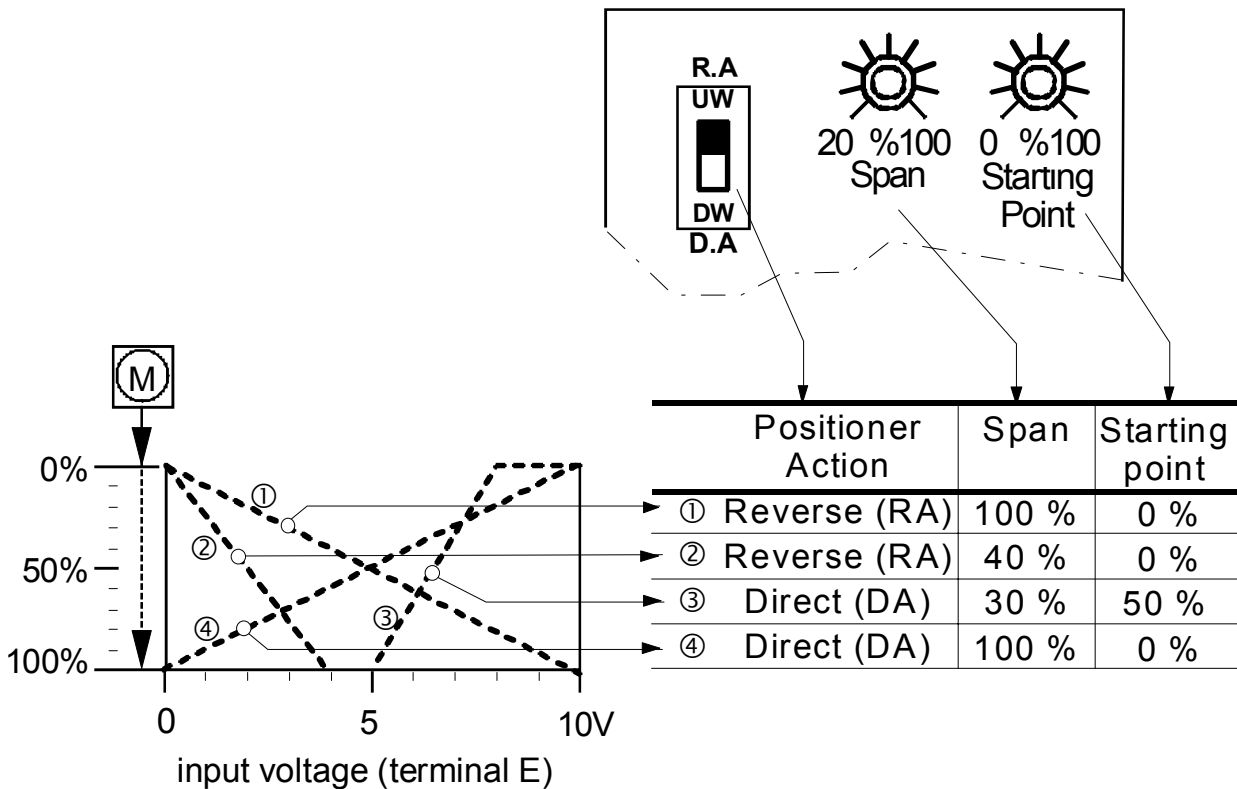 R.A
UW
DW
D.A
20 %100
Span
0 %100
Starting
Point
M
0%
50%
100%
①
②
③
④
0
5
10V
input voltage (terminal E)
Positioner Action Span Starting point
① Reverse (RA) 100 % 0 %
② Reverse (RA) 40 % 0 %
③ Direct (DA) 30 % 50 %
④ Direct (DA) 100 % 0 %